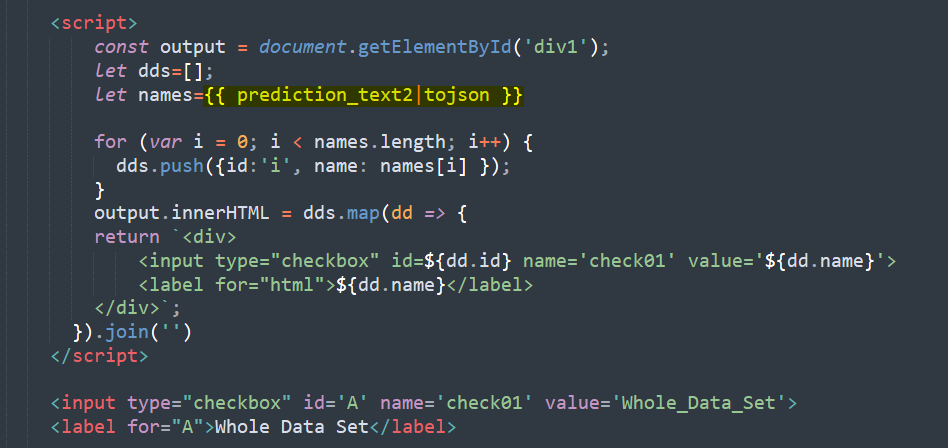 <script>
const output = document.getElementById('div1');
let dds=[];
let names={{ prediction_text2|tojson }}
for (var i = 0; i < names.length; i++) {
dds.push({id:'i', name: names[i] });
}
output.innerHTML = dds.map(dd => {
return `<div>
<input type="checkbox" id=${dd.id} name='check01' value='${dd.name}'>
<label for="html">${dd.name}</label>
</div>`;
}).join('')
</script>
<input type="checkbox" id='A' name='check01' value='Whole_Data_Set'>
<label for="A">Whole Data Set</label>